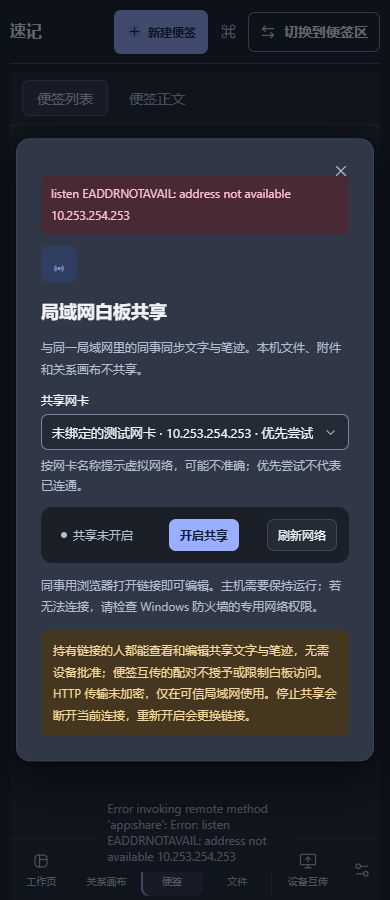 速记
新建便签
切换到便签区
便签列表
便签正文
listen EADDRNOTAVAIL: address not available
10.253.254.253
局域网白板共享
与同一局域网里的同事同步文字与笔迹。本机文件、附件
和关系画布不共享。
共享网卡
未绑定的测试网卡 · 10.253.254.253 · 优先尝试
按网卡名称提示虚拟网络，可能不准确；优先尝试不代表
已连通。
共享未开启
开启共享
刷新网络
同事用浏览器打开链接即可编辑。主机需要保持运行；若
无法连接，请检查 Windows 防火墙的专用网络权限。
持有链接的人都能查看和编辑共享文字与笔迹，无需
设备批准；便签互传的配对不授予或限制白板访问。
HTTP 传输未加密，仅在可信局域网使用。停止共享会
断开当前连接，重新开启会更换链接。
Error invoking remote method
'app:share': Error: listen
EADDRNOTAVAIL: address not
available 10.253.254.253
工作页
关系画布
便签
文件
设备互传